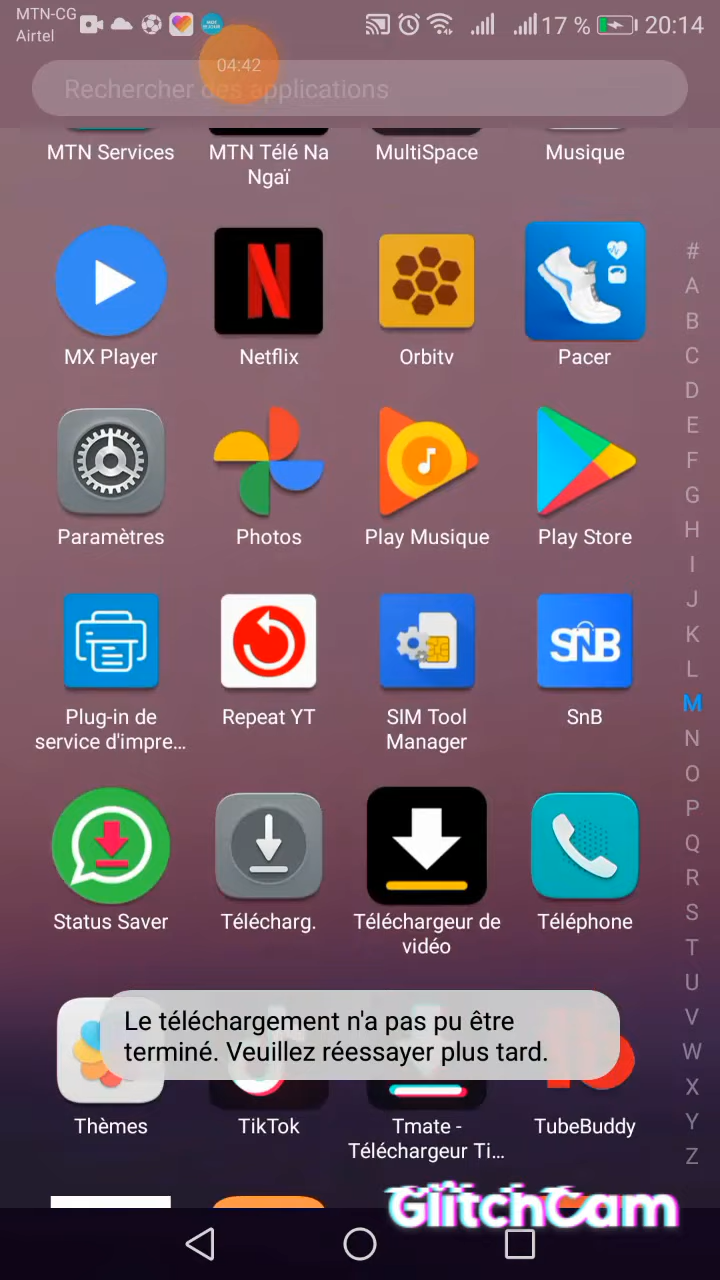 MTN-CG
Airtel
17 %
20:14
04:42
Rechercher des applications
MTN Services
MTN Télé Na
Ngaï
MultiSpace
Musique
MX Player
Netflix
Orbitv
Pacer
Paramètres
Photos
Play Musique
Play Store
SNB
Plug-in de
service d'impre...
Repeat YT
SIM Tool
Manager
SnB
Status Saver
Télécharg.
Téléchargeur de
vidéo
Téléphone
Le téléchargement n'a pas pu être
terminé. Veuillez réessayer plus tard.
Thèmes
TikTok
Tmate -
Téléchargeur Ti...
TubeBuddy
GlitchCam
#
A
B
C
D
E
F
G
H
I
J
K
L
M
N
O
P
Q
R
S
T
U
V
W
X
Y
Z